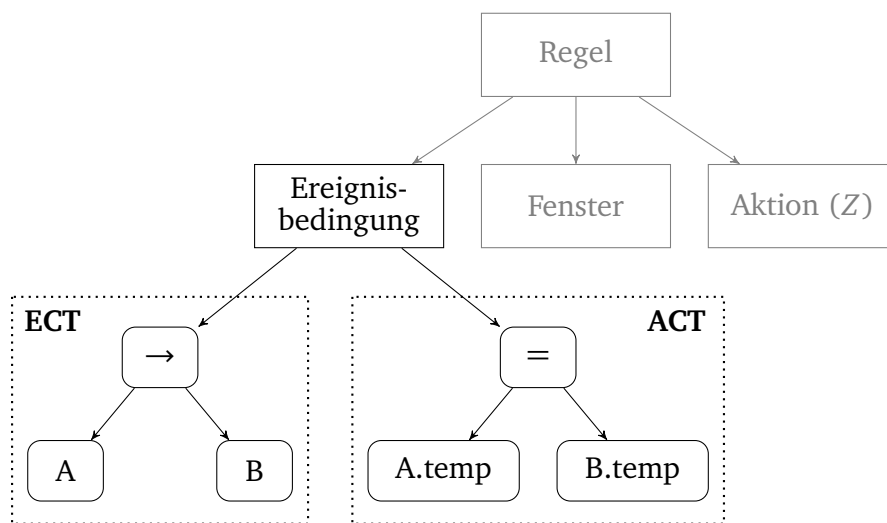 Regel
Ereignis-
bedingung
Fenster
Aktion (Z)
ECT
ACT
→
=
A
B
A.temp
B.temp